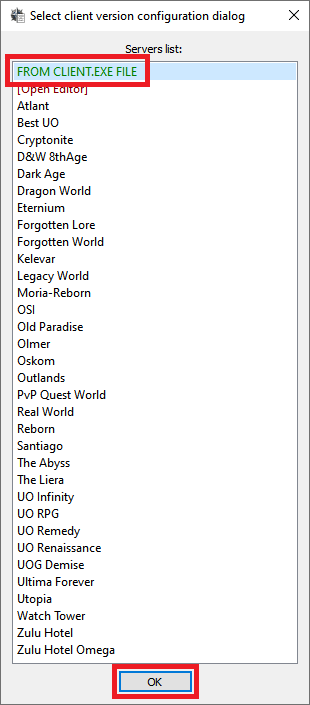 Select client version configuration dialog
Servers list:
FROM CLIENT.EXE FILE
[Open Editor]
Atlant
Best UO
Cryptonite
D&W 8thAge
Dark Age
Dragon World
Eternium
Forgotten Lore
Forgotten World
Kelevar
Legacy World
Moria-Reborn
OSI
Old Paradise
Olmer
Oskom
Outlands
PvP Quest World
Real World
Reborn
Santiago
The Abyss
The Liera
UO Infinity
UO RPG
UO Remedy
UO Renaissance
UOG Demise
Ultima Forever
Utopia
Watch Tower
Zulu Hotel
Zulu Hotel Omega
OK